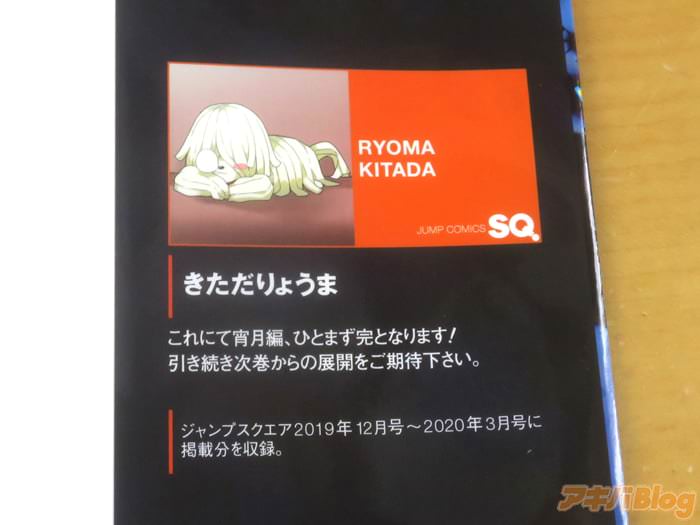 RYOMA
KITADA
JUMP COMICS SQ.
きただりょうま
これにて宵月編、ひとまず完となります!
引き続き次巻からの展開をご期待下さい。
ジャンプスクエア2019年12月号～2020年3月号に
掲載分を収録。
アキバBlog